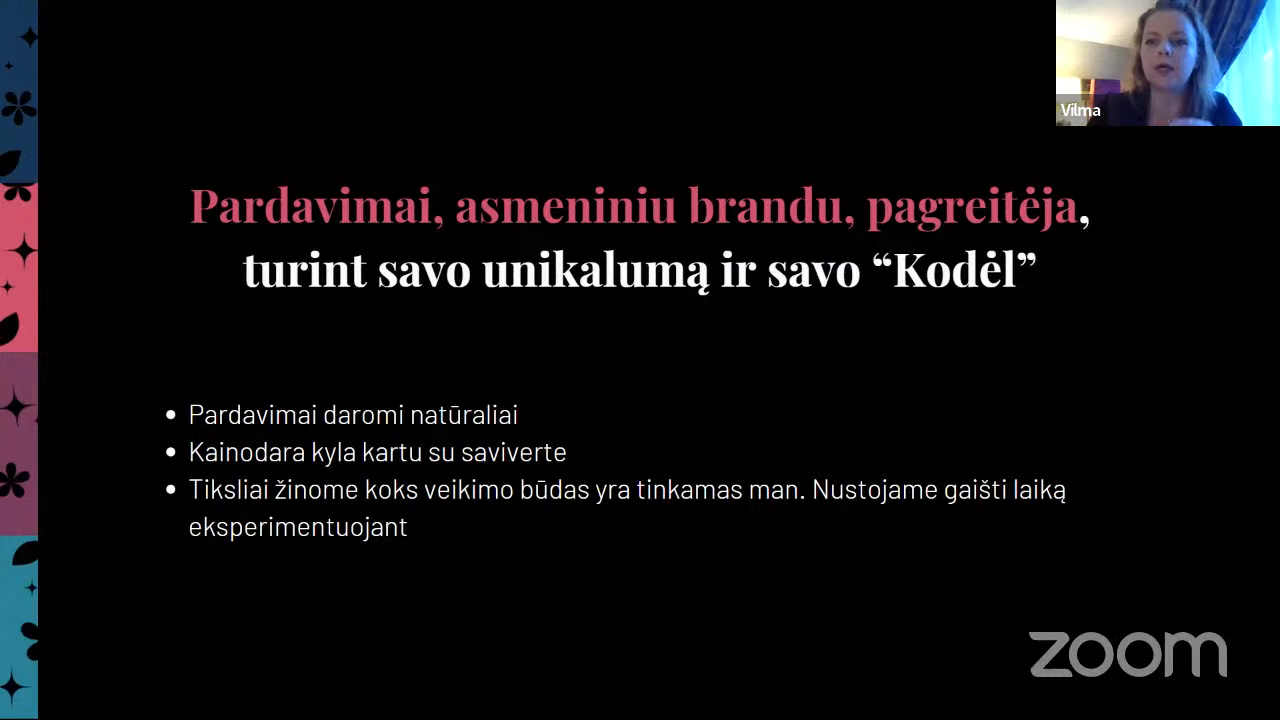 Vilma
Pardavimai, asmeniniu brandu, pagreitėja,
turint savo unikalumą ir savo “Kodėl”
Pardavimai daromi natūraliai
Kainodara kyla kartu su saviverte
Tiksliai žinome koks veikimo būdas yra tinkamas man. Nustojame gaišti laiką
eksperimentuojant
zoom